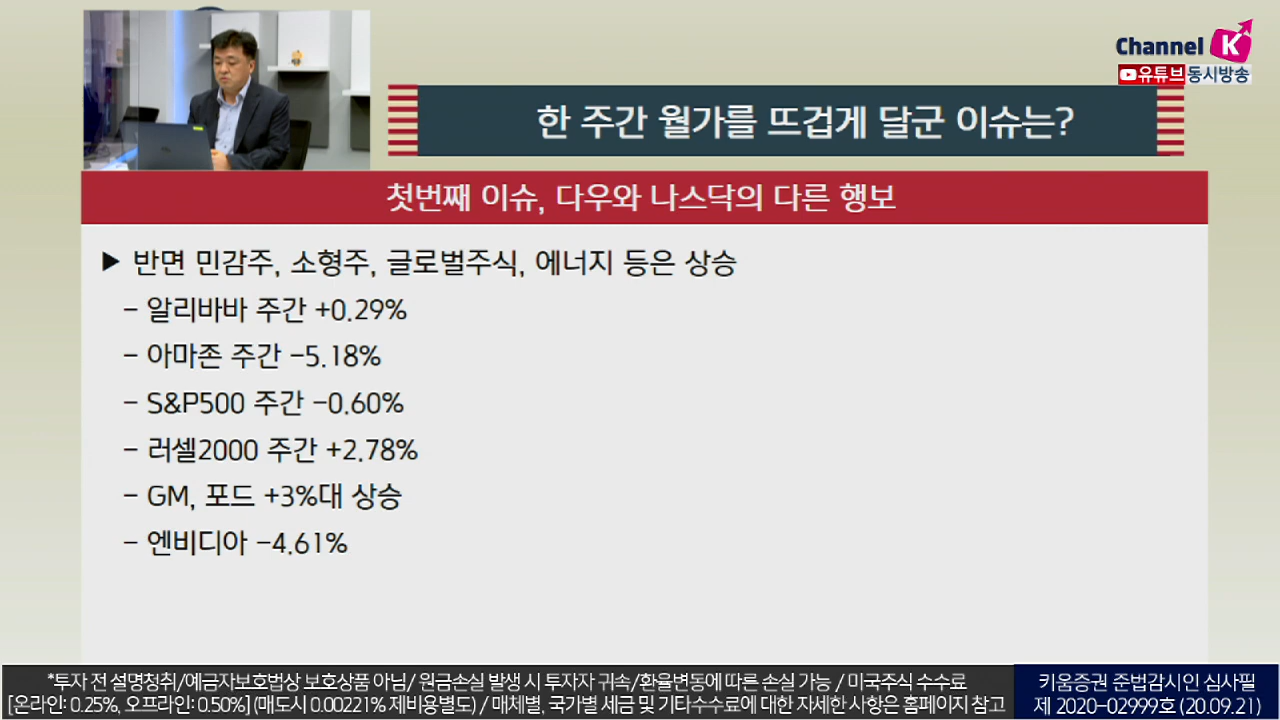 Channel K
유튜브 동시방송
한 주간 월가를 뜨겁게 달군 이슈는?
첫번째 이슈, 다우와 나스닥의 다른 행보
▶ 반면 민감주, 소형주, 글로벌주식, 에너지 등은 상승
- 알리바바 주간 +0.29%
- 아마존 주간 -5.18%
- S&P500 주간 -0.60%
- 러셀2000 주간 +2.78%
- GM, 포드 +3%대 상승
- 엔비디아 -4.61%
*투자 전 설명청취/예금자보호법상 보호상품 아님/ 원금손실 발생 시 투자자 귀속/환율변동에 따른 손실 가능 / 미국주식 수수료
[온라인: 0.25%, 오프라인: 0.50%] (매도시 0.00221% 제비용별도) / 매체별, 국가별 세금 및 기타수수료에 대한 자세한 사항은 홈페이지 참고
키움증권 준법감시인 심사필
제 2020-02999호 (20.09.21)